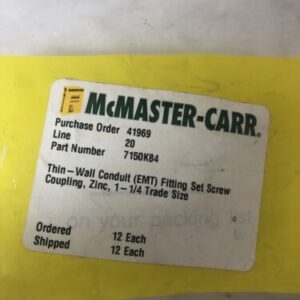 McMASTER-CARR®
Purchase Order 41969
Line 20
Part Number 7150K84
Thin-Wall Conduit (EMT) Fitting Set Screw
Coupling, Zinc, 1-1/4 Trade Size
on your packing list
Ordered 12 Each
Shipped 12 Each